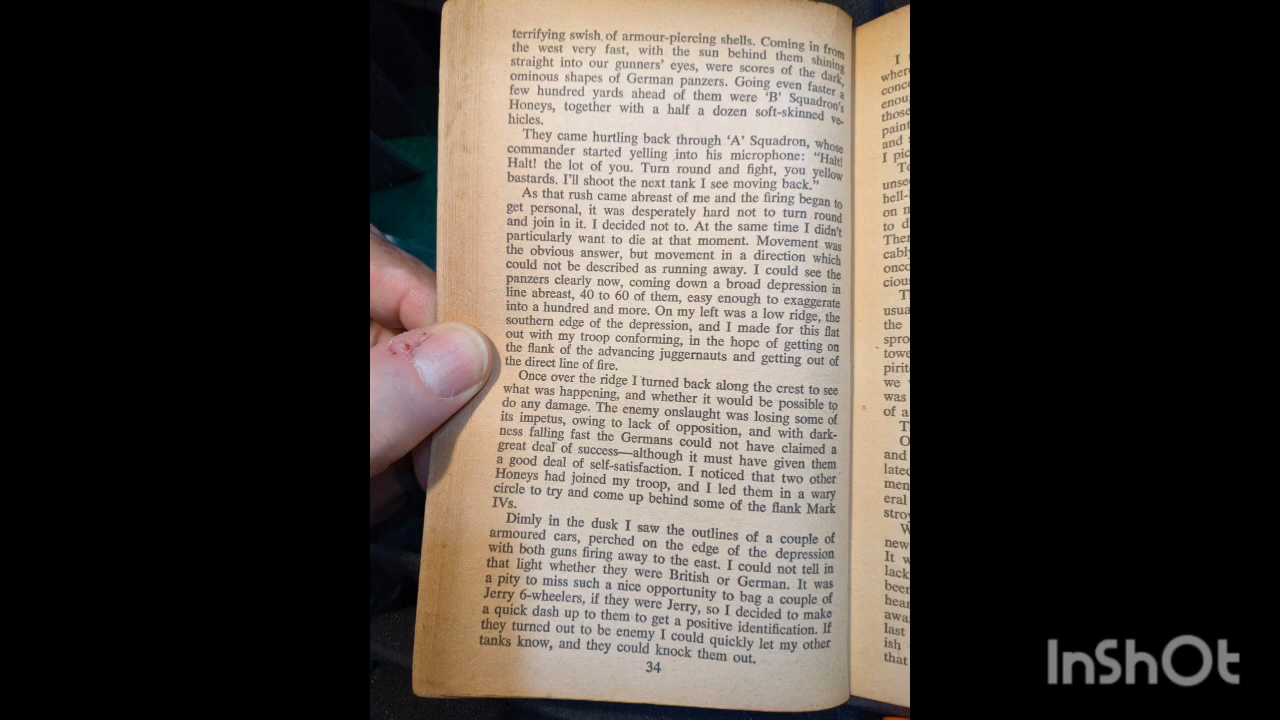 terrifying swish of armour-piercing shells. Coming in from
the west very fast, with the sun behind them shining
straight into our gunners' eyes, were scores of the dark,
ominous shapes of German panzers. Going even faster a
few hundred yards ahead of them were 'B' Squadron's
Honeys, together with a half a dozen soft-skinned ve-
hicles.
They came hurtling back through 'A' Squadron, whose
commander started yelling into his microphone: "Halt!
Halt! the lot of you. Turn round and fight, you yellow
bastards. I'll shoot the next tank I see moving back."
As that rush came abreast of me and the firing began to
get personal, it was desperately hard not to turn round
and join in it. I decided not to. At the same time I didn't
particularly want to die at that moment. Movement was
the obvious answer, but movement in a direction which
could not be described as running away. I could see the
panzers clearly now, coming down a broad depression in
line abreast, 40 to 60 of them, easy enough to exaggerate
into a hundred and more. On my left was a low ridge, the
southern edge of the depression, and I made for this flat
out with my troop conforming, in the hope of getting on
the flank of the advancing juggernauts and getting out of
the direct line of fire.
Once over the ridge I turned back along the crest to see
what was happening, and whether it would be possible to
do any damage. The enemy onslaught was losing some of
its impetus, owing to lack of opposition, and with dark-
ness falling fast the Germans could not have claimed a
great deal of success—although it must have given them
a good deal of self-satisfaction. I noticed that two other
Honeys had joined my troop, and I led them in a wary
circle to try and come up behind some of the flank Mark
IVs.
Dimly in the dusk I saw the outlines of a couple of
armoured cars, perched on the edge of the depression
with both guns firing away to the east. I could not tell in
that light whether they were British or German. It was
a pity to miss such a nice opportunity to bag a couple of
Jerry 6-wheelers, if they were Jerry, so I decided to make
a quick dash up to them to get a positive identification. If
they turned out to be enemy I could quickly let my other
tanks know, and they could knock them out.
34
InShOt